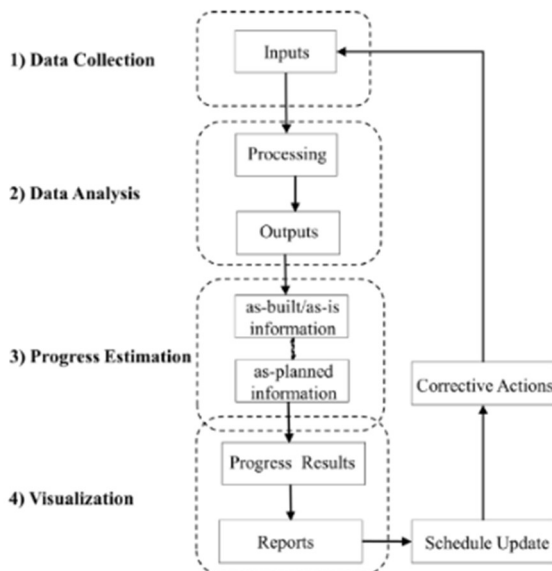 1) Data Collection
Inputs
2) Data Analysis
Processing
Outputs
3) Progress Estimation
as-built/as-is
information
as-planned
information
Corrective Actions
4) Visualization
Progress Results
Reports
Schedule Update